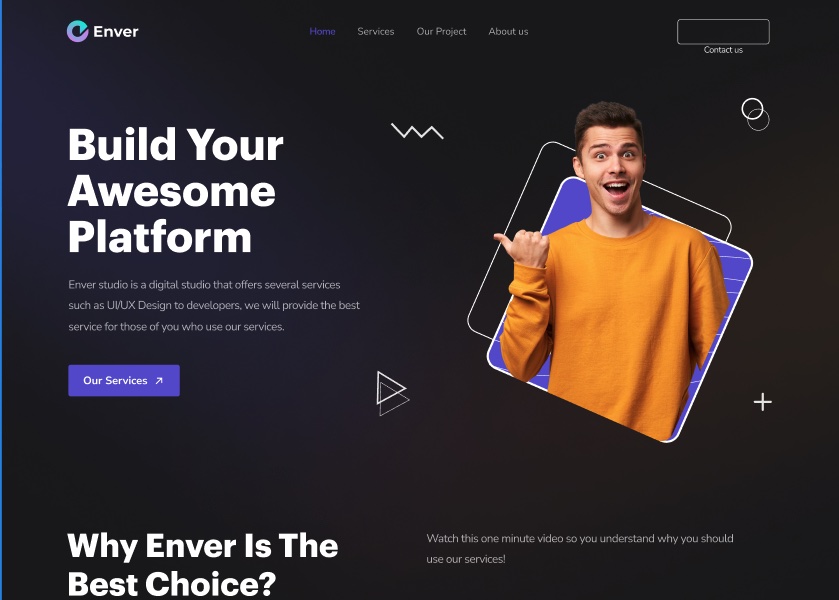 Enver
Home
Services
Our Project
About us
Contact us
Build Your
Awesome
Platform
Enver studio is a digital studio that offers several services
such as UI/UX Design to developers, we will provide the best
service for those of you who use our services.
Our Services
Why Enver Is The
Best Choice?
Watch this one minute video so you understand why you should
use our services!